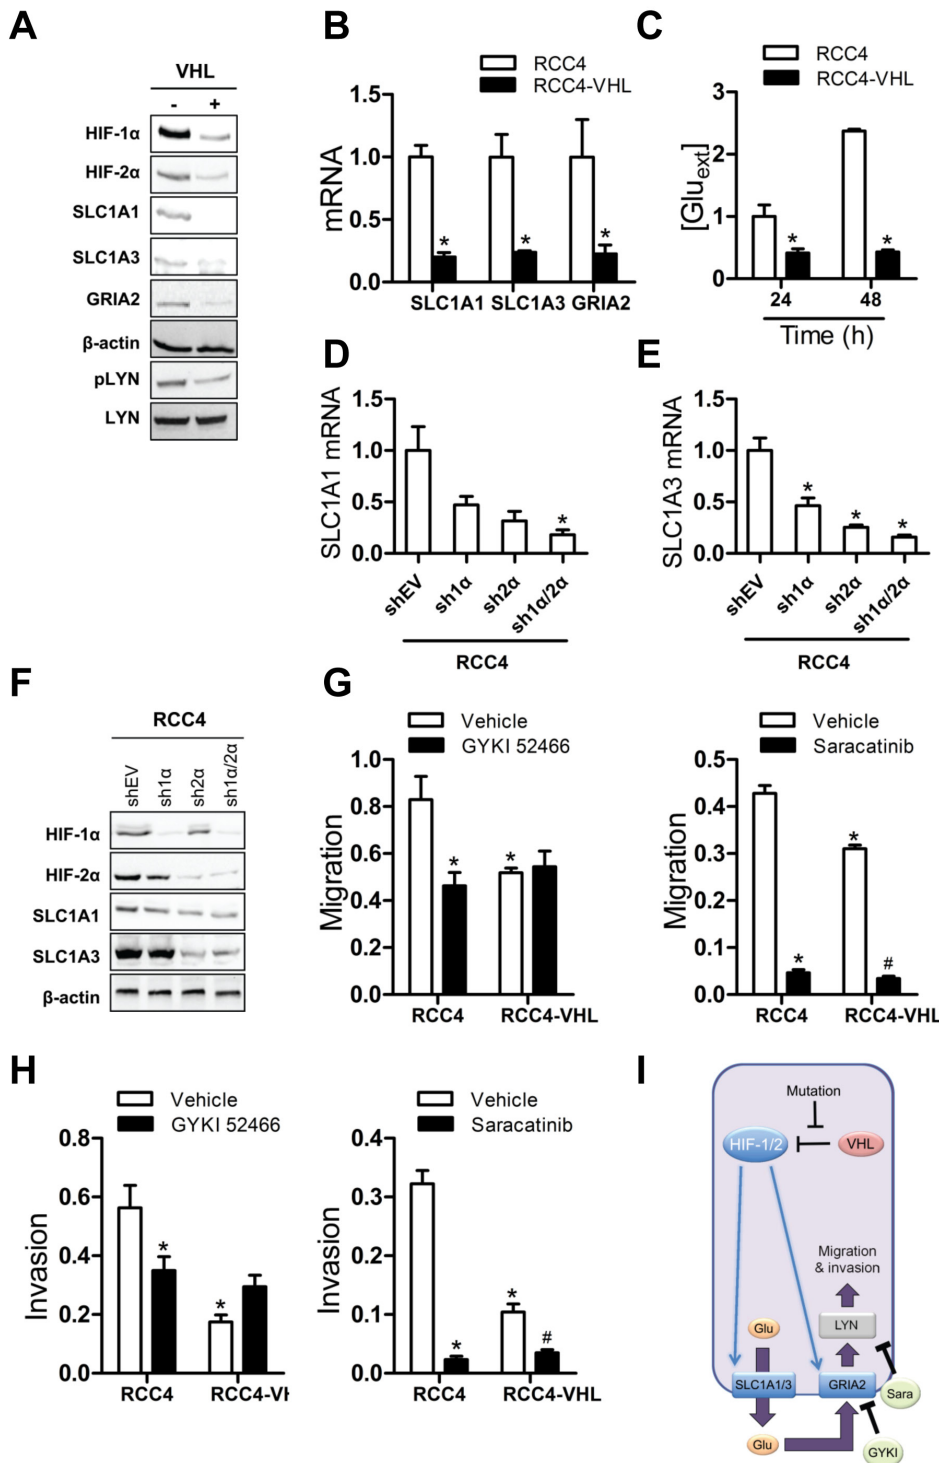 A
VHL
- +
HIF-1α
HIF-2α
SLC1A1
SLC1A3
GRIA2
β-actin
pLYN
LYN
B
RCC4
RCC4-VHL
mRNA
1.5
1.0
0.5
0.0
SLC1A1 SLC1A3 GRIA2
* * *
C
RCC4
RCC4-VHL
[Glu_ext]
3
2
1
0
* *
24 48
Time (h)
D
SLC1A1 mRNA
1.5
1.0
0.5
0.0
*
shEV sh1α sh2α sh1α/2α
RCC4
E
SLC1A3 mRNA
1.5
1.0
0.5
0.0
* * *
shEV sh1α sh2α sh1α/2α
RCC4
F
RCC4
shEV sh1α sh2α sh1α/2α
HIF-1α
HIF-2α
SLC1A1
SLC1A3
β-actin
G
Vehicle
GYKI 52466
Migration
1.0
0.8
0.6
0.4
0.2
0.0
* *
RCC4 RCC4-VHL
Vehicle
Saracatinib
Migration
0.5
0.4
0.3
0.2
0.1
0.0
* * #
RCC4 RCC4-VHL
H
Vehicle
GYKI 52466
Invasion
0.8
0.6
0.4
0.2
0.0
* *
RCC4 RCC4-VH
Vehicle
Saracatinib
Invasion
0.4
0.3
0.2
0.1
0.0
* * #
RCC4 RCC4-VHL
I
Mutation
HIF-1/2 VHL
Migration
& invasion
LYN
Glu
SLC1A1/3 GRIA2
Sara
Glu
GYKI